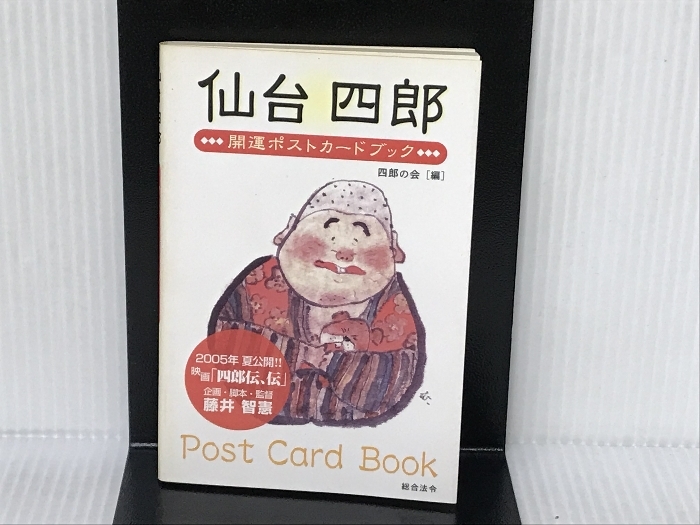 仙台 四郎
開運ポストカードブック
四郎の会[編]
2005年 夏公開!!
映画「四郎伝、伝」
企画・脚本・監督
藤井 智憲
Post Card Book
総合法令